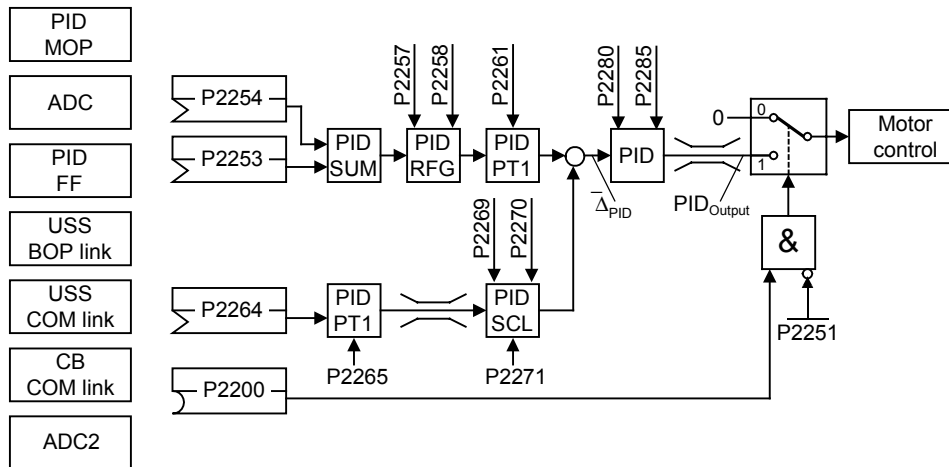 PID
MOP
ADC
PID
FF
USS
BOP link
USS
COM link
CB
COM link
ADC2
P2254
P2253
P2264
P2200
PID
SUM
P2257
P2258
PID
RFG
P2261
PID
PT1
Δ̅PID
P2280
P2285
PID
PIDOutput
0
0
1
Motor
control
&
P2251
PID
PT1
P2265
P2269
P2270
PID
SCL
P2271